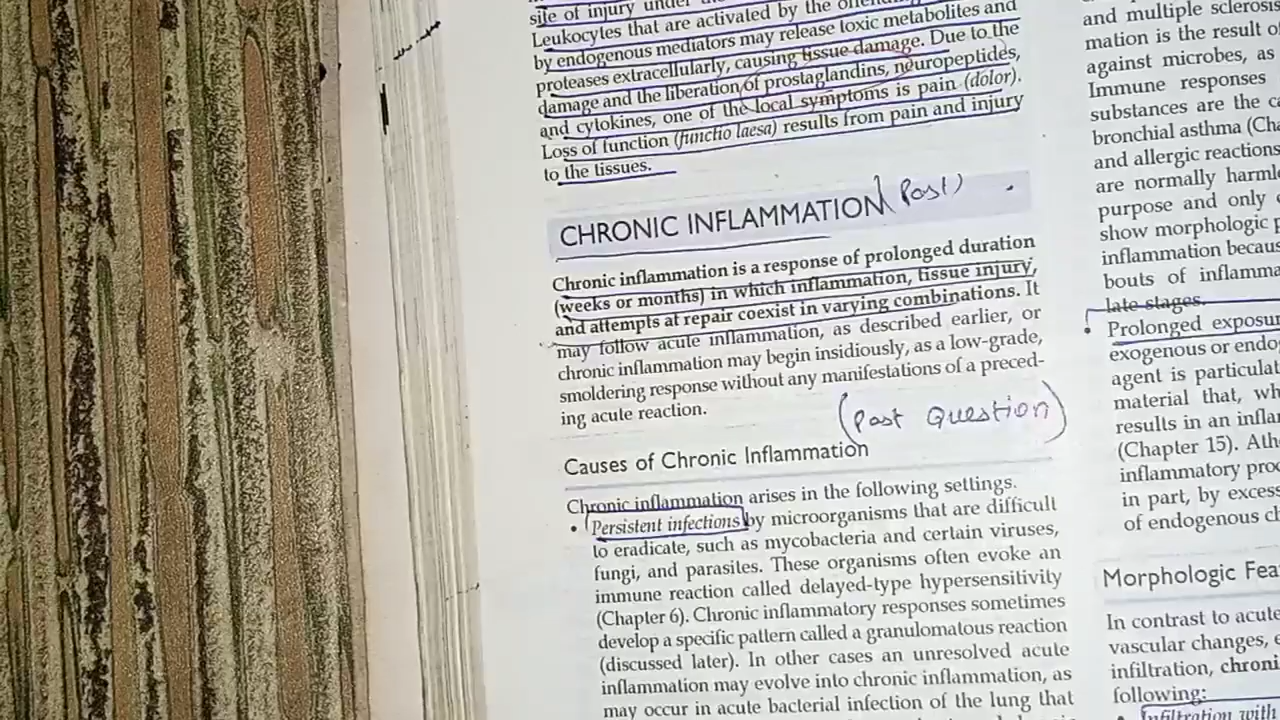 site of injury under the
Leukocytes that are activated by the
by endogenous mediators may release toxic metabolites and
proteases extracellularly, causing tissue damage. Due to the
damage and the liberation of prostaglandins, neuropeptides,
and cytokines, one of the local symptoms is pain (dolor).
Loss of function (functio laesa) results from pain and injury
to the tissues.
CHRONIC INFLAMMATION (Past)
Chronic inflammation is a response of prolonged duration
(weeks or months) in which inflammation, tissue injury,
and attempts at repair coexist in varying combinations. It
may follow acute inflammation, as described earlier, or
chronic inflammation may begin insidiously, as a low-grade,
smoldering response without any manifestations of a preced-
ing acute reaction.
(Past Question)
Causes of Chronic Inflammation
Chronic inflammation arises in the following settings.
• Persistent infections by microorganisms that are difficult
to eradicate, such as mycobacteria and certain viruses,
fungi, and parasites. These organisms often evoke an
immune reaction called delayed-type hypersensitivity
(Chapter 6). Chronic inflammatory responses sometimes
develop a specific pattern called a granulomatous reaction
(discussed later). In other cases an unresolved acute
inflammation may evolve into chronic inflammation, as
may occur in acute bacterial infection of the lung that
and multiple sclerosis
mation is the result of
against microbes, as
Immune responses
substances are the c
bronchial asthma (Ch
and allergic reactions
are normally harml
purpose and only
show morphologic p
inflammation becaus
bouts of inflamma
late stages.
• Prolonged exposur
exogenous or endo
agent is particulat
material that, wh
results in an inflan
(Chapter 15). Ath
inflammatory proc
in part, by excess
of endogenous ch
Morphologic Fea
In contrast to acute
vascular changes,
infiltration, chroni
following:
• Infiltration with